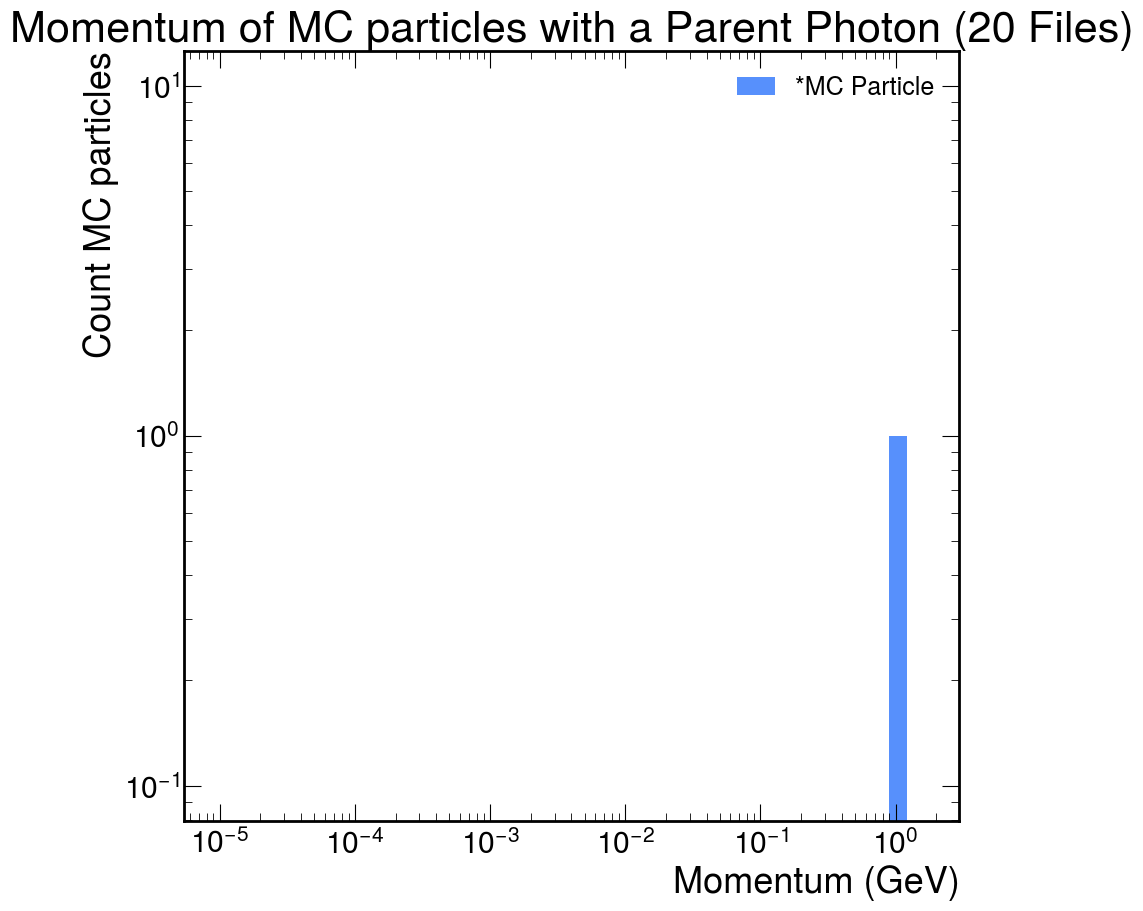 Momentum of MC particles with a Parent Photon (20 Files)
Count MC particles
*MC Particle
10¹
10⁰
10⁻¹
10⁻⁵ 10⁻⁴ 10⁻³ 10⁻² 10⁻¹ 10⁰
Momentum (GeV)